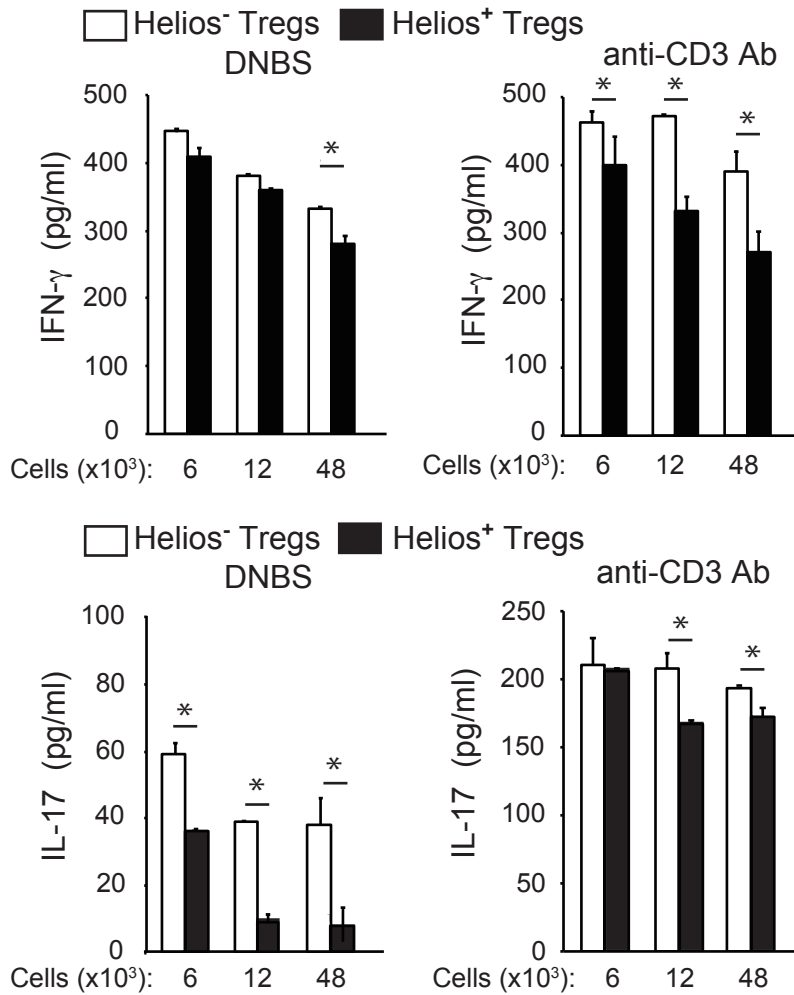 Helios⁻ Tregs Helios⁺ Tregs
DNBS
anti-CD3 Ab
500
400
300
200
100
0
IFN-γ (pg/ml)
* 
Cells (x10³): 6 12 48
500
400
300
200
100
0
IFN-γ (pg/ml)
* * *
Cells (x10³): 6 12 48
Helios⁻ Tregs Helios⁺ Tregs
DNBS
anti-CD3 Ab
100
80
60
40
20
0
IL-17 (pg/ml)
* * *
Cells (x10³): 6 12 48
250
200
150
100
50
0
IL-17 (pg/ml)
* *
Cells (x10³): 6 12 48